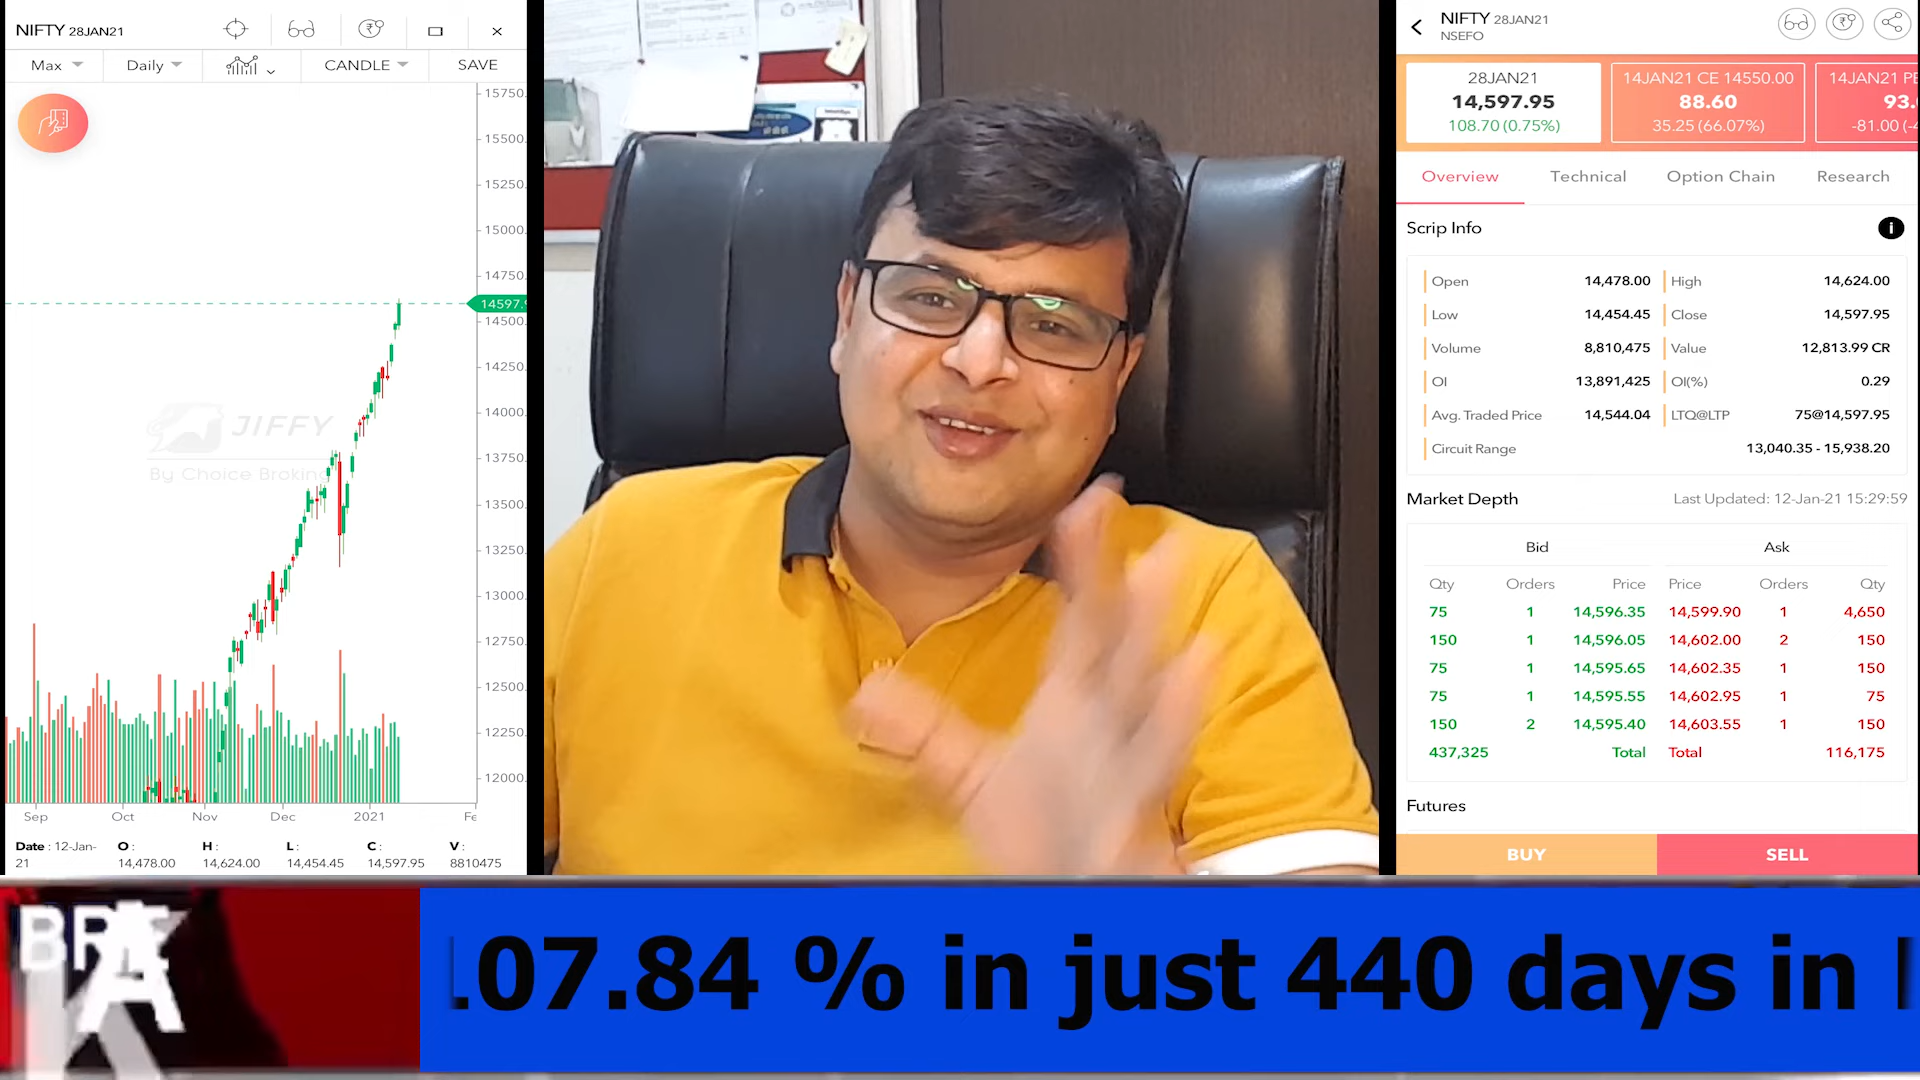 NIFTY 28JAN21
Max Daily CANDLE SAVE
15750.
15500.
15250.
15000.
14750.
14597.9
14500.
14250.
14000.
13750.
13500.
13250.
13000.
12750.
12500.
12250.
12000.
JIFFY
By Choice Broking
Sep Oct Nov Dec 2021 Fe
Date : 12-Jan-21 O : 14,478.00 H : 14,624.00 L : 14,454.45 C : 14,597.95 V : 8810475
NIFTY 28JAN21
NSEFO
28JAN21
14,597.95
108.70 (0.75%)
14JAN21 CE 14550.00
88.60
35.25 (66.07%)
14JAN21 PE
93.
-81.00 (-4
Overview Technical Option Chain Research
Scrip Info
Open 14,478.00 High 14,624.00
Low 14,454.45 Close 14,597.95
Volume 8,810,475 Value 12,813.99 CR
OI 13,891,425 OI(%) 0.29
Avg. Traded Price 14,544.04 LTQ@LTP 75@14,597.95
Circuit Range 13,040.35 - 15,938.20
Market Depth Last Updated: 12-Jan-21 15:29:59
Bid Ask
Qty Orders Price Price Orders Qty
75 1 14,596.35 14,599.90 1 4,650
150 1 14,596.05 14,602.00 2 150
75 1 14,595.65 14,602.35 1 150
75 1 14,595.55 14,602.95 1 75
150 2 14,595.40 14,603.55 1 150
437,325 Total Total 116,175
Futures
BUY SELL
.07.84 % in just 440 days in